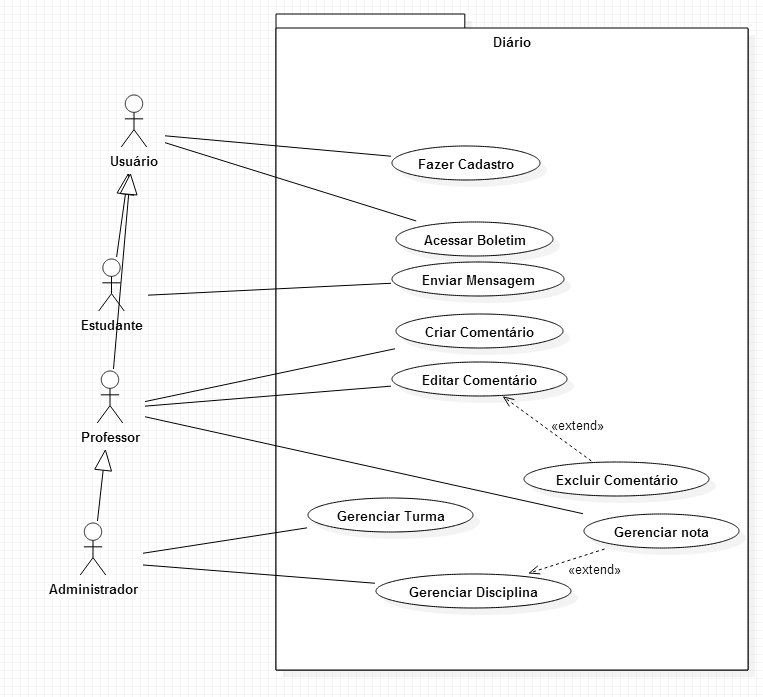 Diário
Usuário
Fazer Cadastro
Acessar Boletim
Enviar Mensagem
Estudante
Criar Comentário
Editar Comentário
«extend»
Professor
Excluir Comentário
Gerenciar Turma
Gerenciar nota
«extend»
Administrador
Gerenciar Disciplina